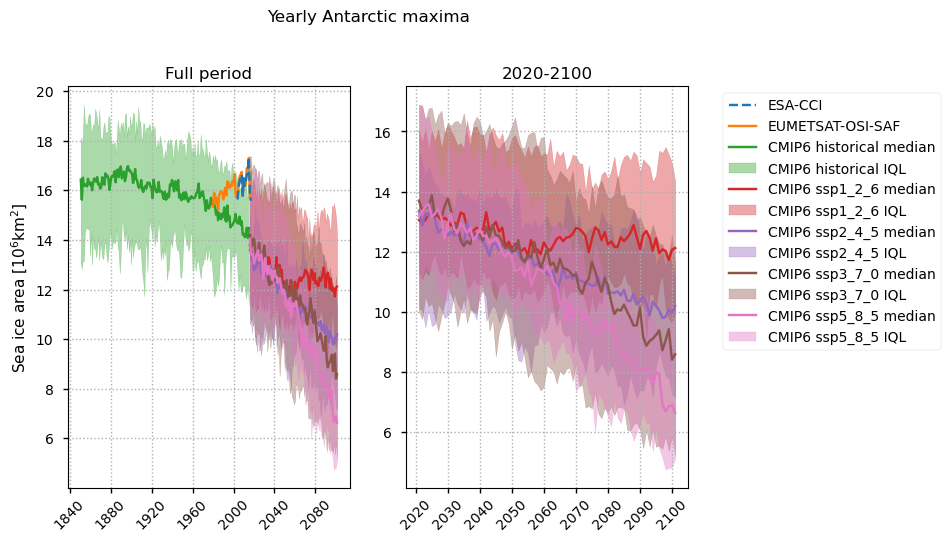 Yearly Antarctic maxima
Full period
2020-2100
Sea ice area [10⁶km²]
20
18
16
14
12
10
8
6
1840
1880
1920
1960
2000
2040
2080
16
14
12
10
8
6
2020
2030
2040
2050
2060
2070
2080
2090
2100
ESA-CCI
EUMETSAT-OSI-SAF
CMIP6 historical median
CMIP6 historical IQL
CMIP6 ssp1_2_6 median
CMIP6 ssp1_2_6 IQL
CMIP6 ssp2_4_5 median
CMIP6 ssp2_4_5 IQL
CMIP6 ssp3_7_0 median
CMIP6 ssp3_7_0 IQL
CMIP6 ssp5_8_5 median
CMIP6 ssp5_8_5 IQL